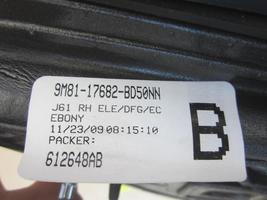 9M81-17682-BD50NN
J61 RH ELE/DFG/EC
EBONY
11/23/09 08:15:10
PACKER:
612648AB
B